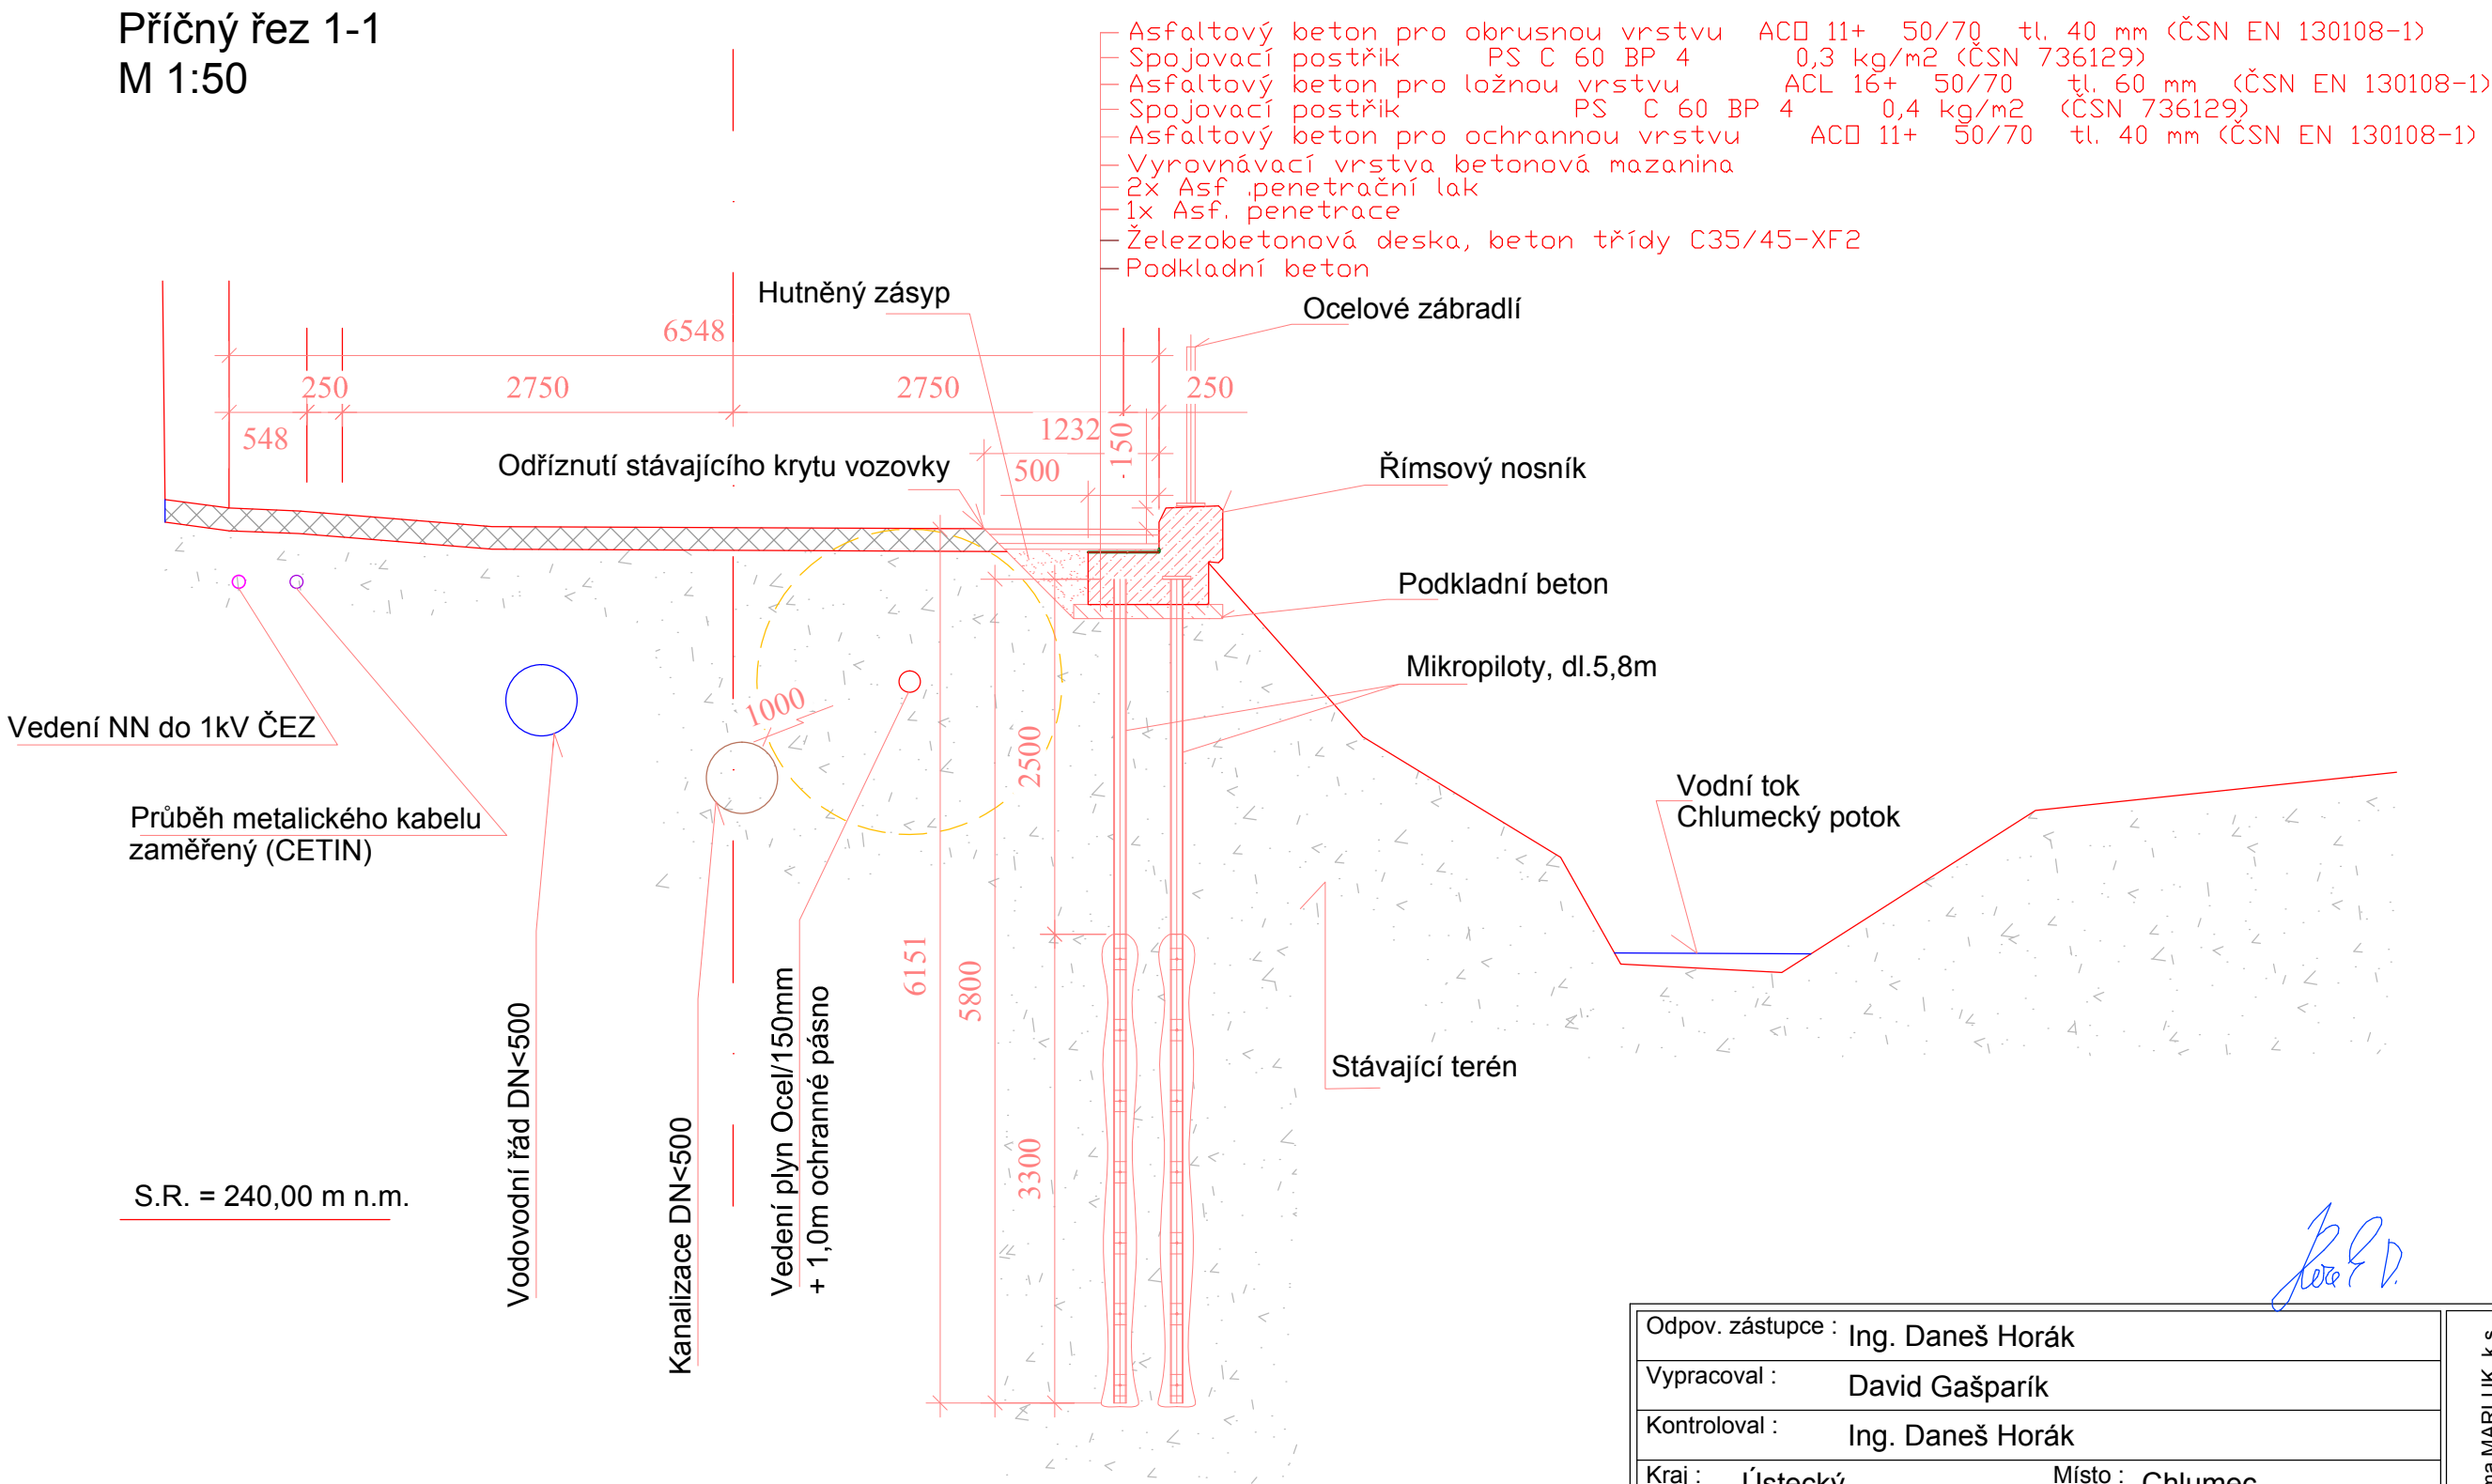 Příčný řez 1-1
M 1:50
Asfaltový beton pro obrusnou vrstvu ACO 11+ 50/70 tl. 40 mm (ČSN EN 130108-1)
Spojovací postřik PS C 60 BP 4 0,3 kg/m2 (ČSN 736129)
Asfaltový beton pro ložnou vrstvu ACL 16+ 50/70 tl. 60 mm (ČSN EN 130108-1)
Spojovací postřik PS C 60 BP 4 0,4 kg/m2 (ČSN 736129)
Asfaltový beton pro ochrannou vrstvu ACO 11+ 50/70 tl. 40 mm (ČSN EN 130108-1)
Vyrovnávací vrstva betonová mazanina
2x Asf .penetrační lak
1x Asf. penetrace
Železobetonová deska, beton třídy C35/45-XF2
Podkladní beton
Hutněný zásyp
Ocelové zábradlí
6548
250
2750
2750
250
548
1232
150
500
Odříznutí stávajícího krytu vozovky
Římsový nosník
Podkladní beton
Mikropiloty, dl.5,8m
Vedení NN do 1kV ČEZ
1000
2500
Průběh metalického kabelu
zaměřený (CETIN)
Vodní tok
Chlumecký potok
6151
5800
3300
Stávající terén
Vodovodní řád DN<500
Kanalizace DN<500
Vedení plyn Ocel/150mm
+ 1,0m ochranné pásno
S.R. = 240,00 m n.m.
Odpov. zástupce : Ing. Daneš Horák
Vypracoval : David Gašparík
Kontroloval : Ing. Daneš Horák
Kraj : Ústecký Místo : Chlumec